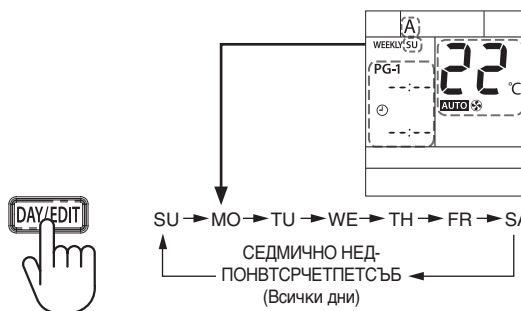 A
WEEKLY SU
PG-1
--:--
--:--
22 °C
AUTO
DAY/EDIT
SU → MO → TU → WE → TH → FR → SA
СЕДМИЧНО НЕД-
ПОНВТСРЧЕТПЕТСЪБ
(Всички дни)